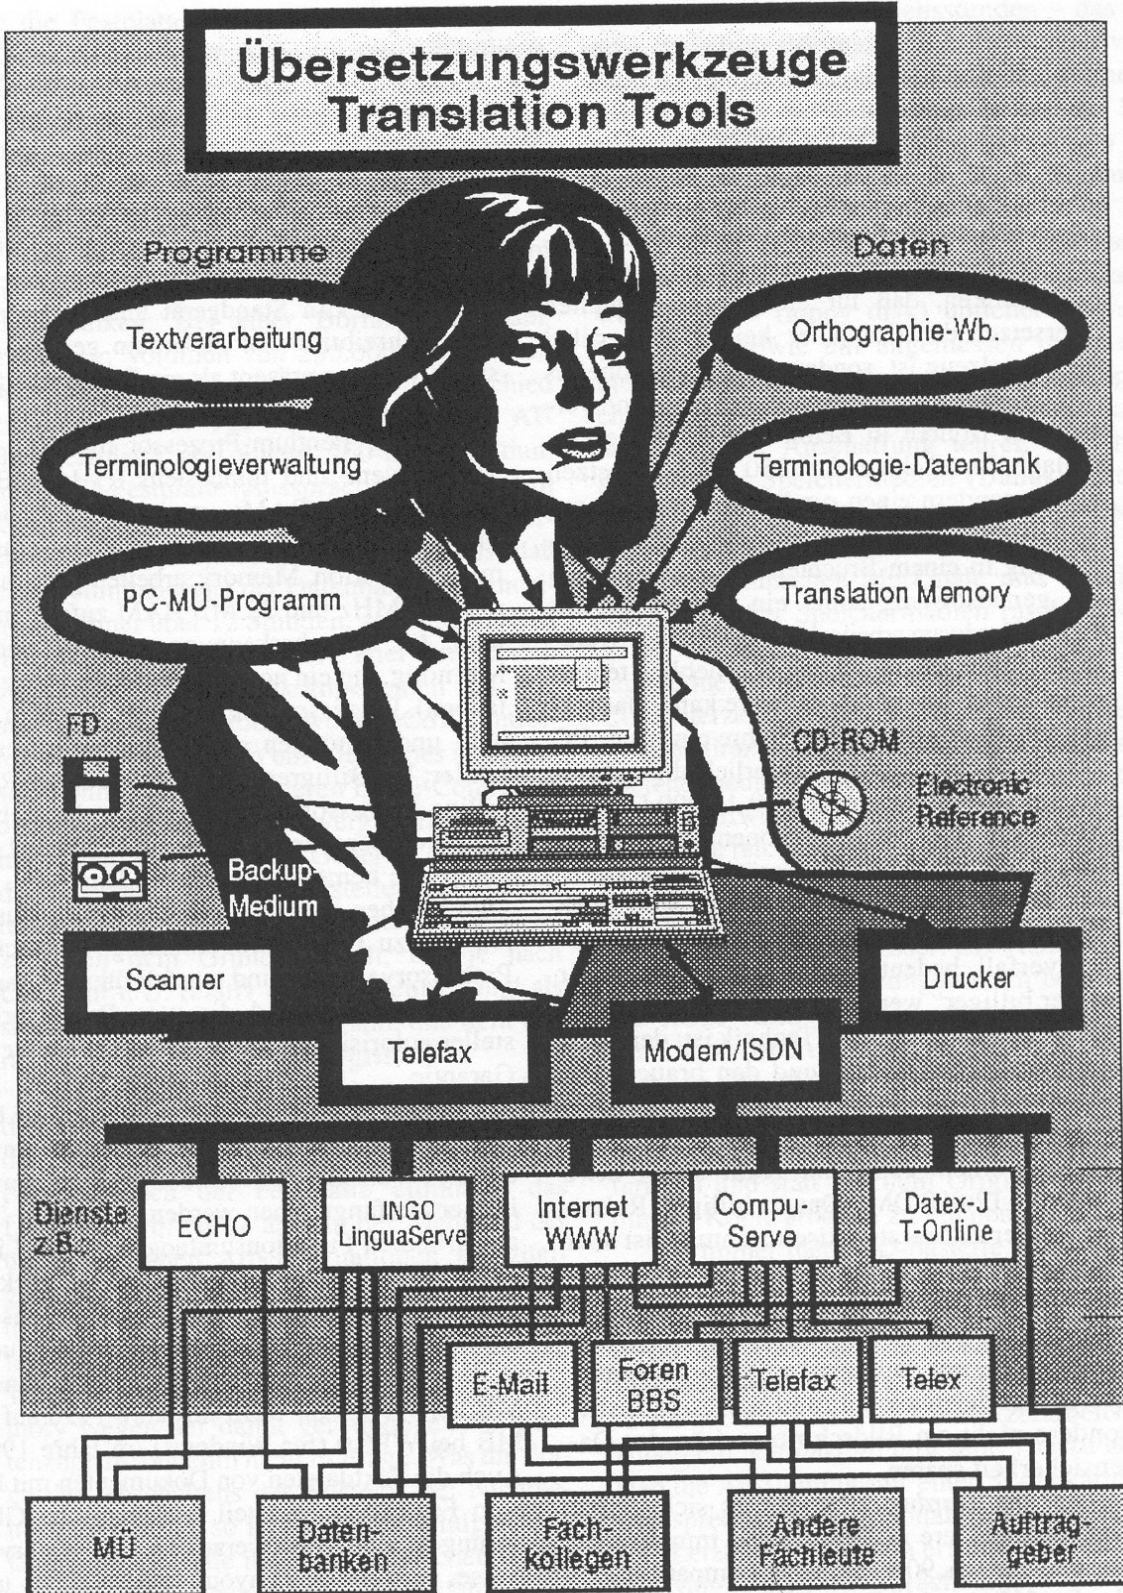 Übersetzungswerkzeuge
Translation Tools
Programme
Daten
Textverarbeitung
Orthographie-Wb.
Terminologieverwaltung
Terminologie-Datenbank
PC-MÜ-Programm
Translation Memory
FD
CD-ROM
Electronic
Reference
Backup-
Medium
Scanner
Drucker
Telefax
Modem/ISDN
Dienste
z.B.:
ECHO
LINGO
LinguaServe
Internet
WWW
Compu-
Serve
Datex-J
T-Online
E-Mail
Foren
BBS
Telefax
Telex
MÜ
Daten-
banken
Fach-
kollegen
Andere
Fachleute
Auftrag-
geber